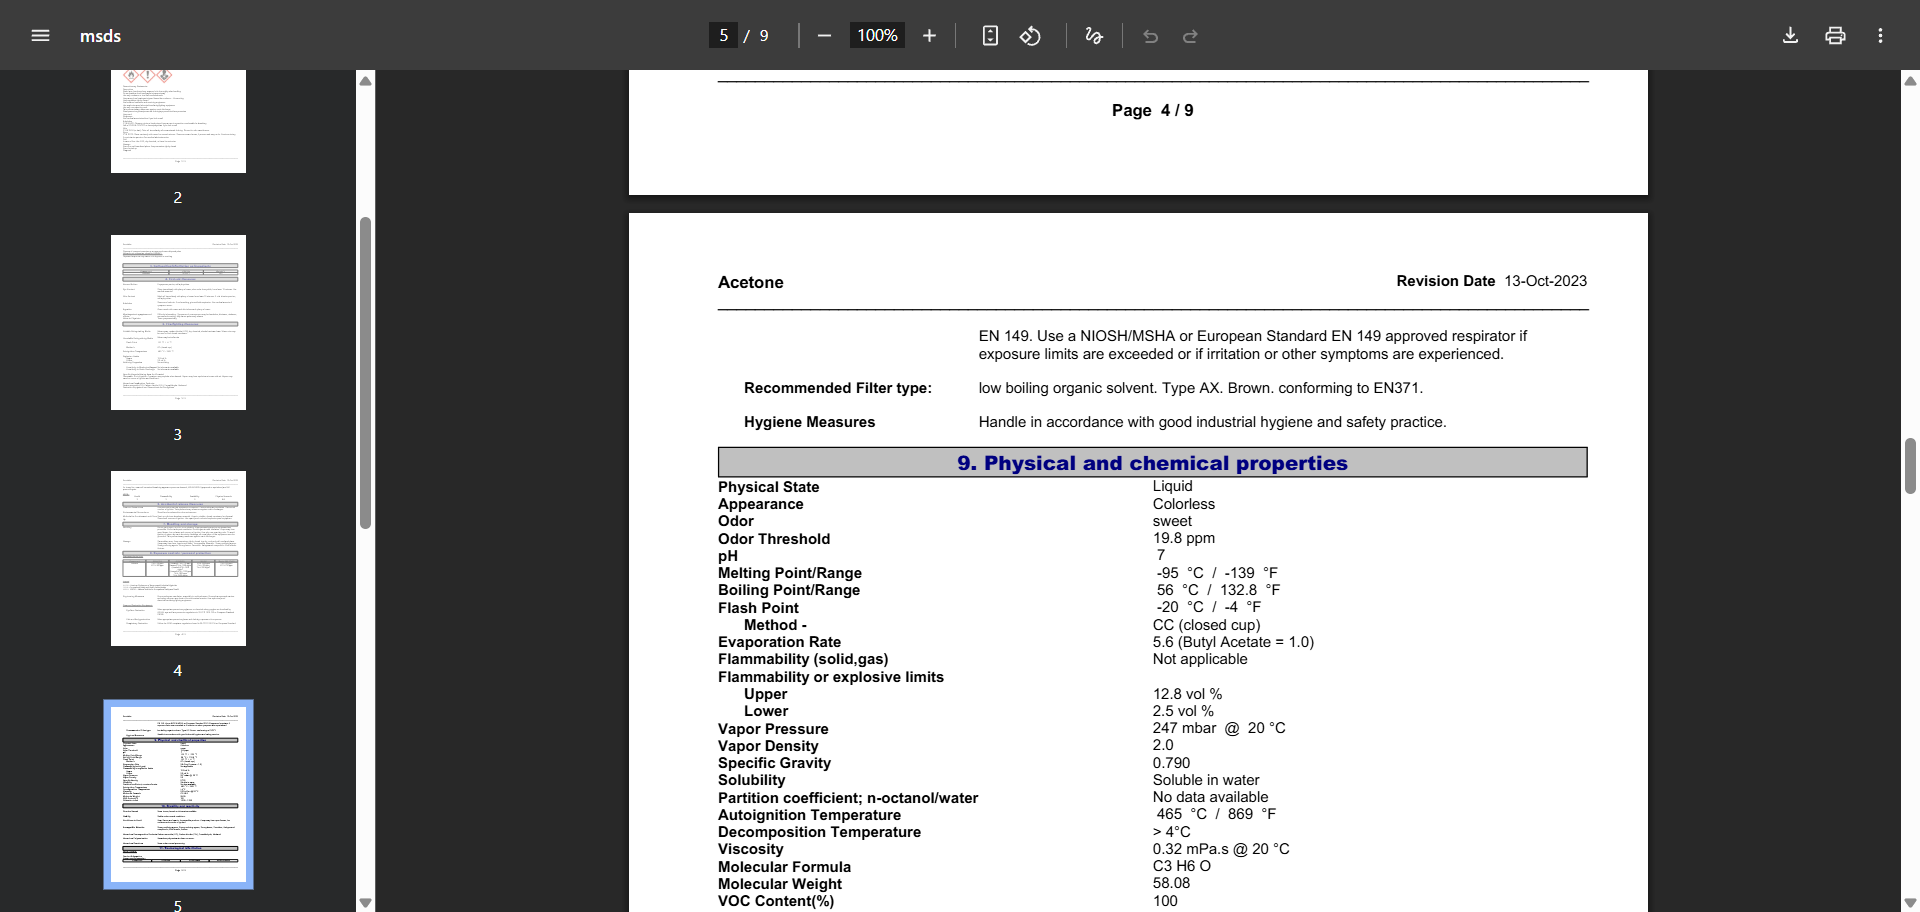 msds
5 / 9
100%
2
3
4
5
Page 4 / 9
Acetone
Revision Date 13-Oct-2023
EN 149. Use a NIOSH/MSHA or European Standard EN 149 approved respirator if
exposure limits are exceeded or if irritation or other symptoms are experienced.
Recommended Filter type: low boiling organic solvent. Type AX. Brown. conforming to EN371.
Hygiene Measures Handle in accordance with good industrial hygiene and safety practice.
9. Physical and chemical properties
Physical State Liquid
Appearance Colorless
Odor sweet
Odor Threshold 19.8 ppm
pH 7
Melting Point/Range -95 °C / -139 °F
Boiling Point/Range 56 °C / 132.8 °F
Flash Point -20 °C / -4 °F
Method - CC (closed cup)
Evaporation Rate 5.6 (Butyl Acetate = 1.0)
Flammability (solid,gas) Not applicable
Flammability or explosive limits
Upper 12.8 vol %
Lower 2.5 vol %
Vapor Pressure 247 mbar @ 20 °C
Vapor Density 2.0
Specific Gravity 0.790
Solubility Soluble in water
Partition coefficient; n-octanol/water No data available
Autoignition Temperature 465 °C / 869 °F
Decomposition Temperature > 4°C
Viscosity 0.32 mPa.s @ 20 °C
Molecular Formula C3 H6 O
Molecular Weight 58.08
VOC Content(%) 100